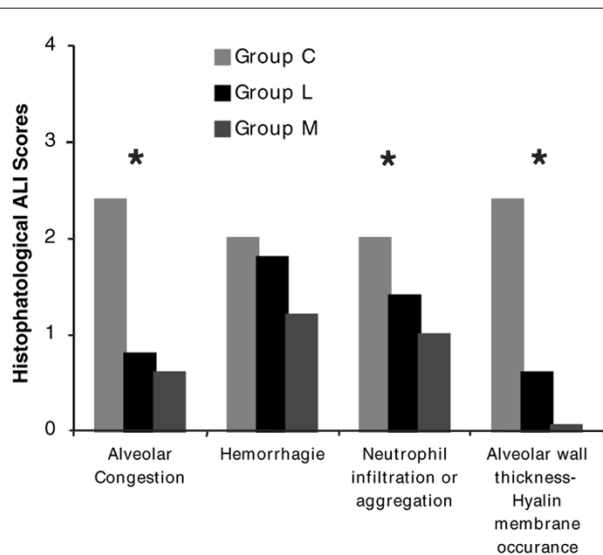 Histophatological ALI Scores
4
3
2
1
0
Group C
Group L
Group M
*
*
*
Alveolar
Congestion
Hemorrhagie
Neutrophil
infiltration or
aggregation
Alveolar wall
thickness-
Hyalin
membrane
occurance